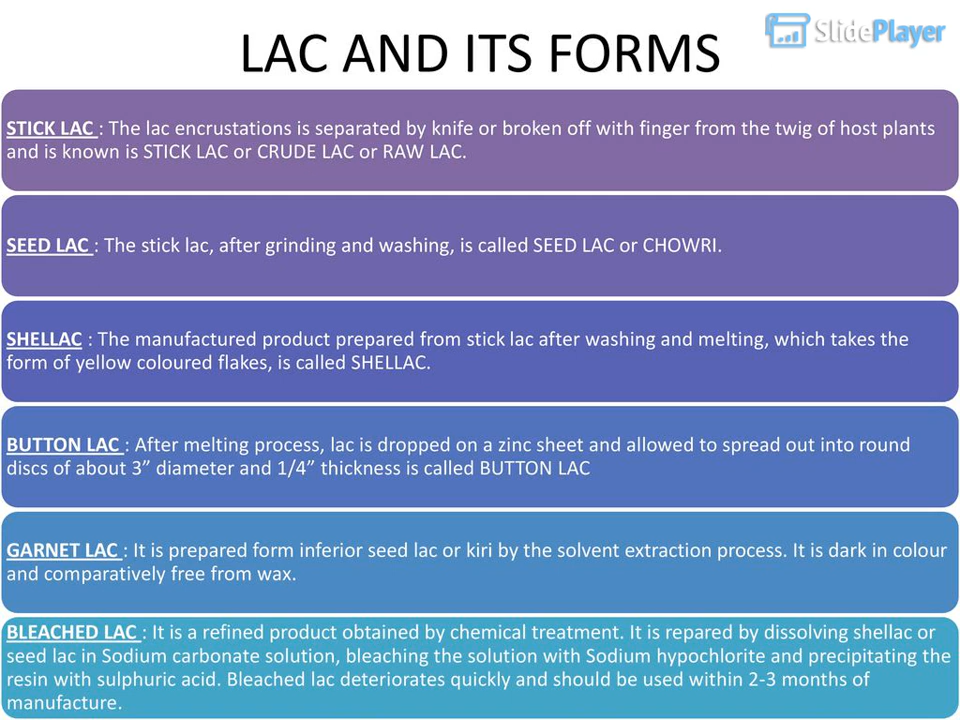 LAC AND ITS FORMS
SlidePlayer
STICK LAC : The lac encrustations is separated by knife or broken off with finger from the twig of host plants
and is known is STICK LAC or CRUDE LAC or RAW LAC.
SEED LAC : The stick lac, after grinding and washing, is called SEED LAC or CHOWRI.
SHELLAC : The manufactured product prepared from stick lac after washing and melting, which takes the
form of yellow coloured flakes, is called SHELLAC.
BUTTON LAC : After melting process, lac is dropped on a zinc sheet and allowed to spread out into round
discs of about 3” diameter and 1/4” thickness is called BUTTON LAC
GARNET LAC : It is prepared form inferior seed lac or kiri by the solvent extraction process. It is dark in colour
and comparatively free from wax.
BLEACHED LAC : It is a refined product obtained by chemical treatment. It is repared by dissolving shellac or
seed lac in Sodium carbonate solution, bleaching the solution with Sodium hypochlorite and precipitating the
resin with sulphuric acid. Bleached lac deteriorates quickly and should be used within 2-3 months of
manufacture.